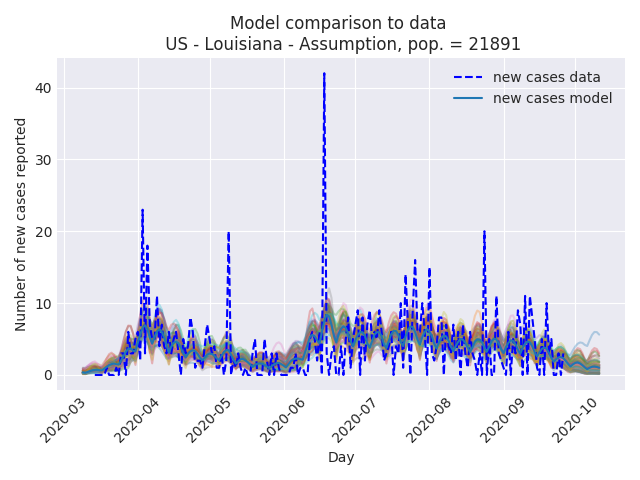 Model comparison to data
US - Louisiana - Assumption, pop. = 21891
new cases data
new cases model
Number of new cases reported
40
30
20
10
0
2020-03
2020-04
2020-05
2020-06
2020-07
2020-08
2020-09
2020-10
Day